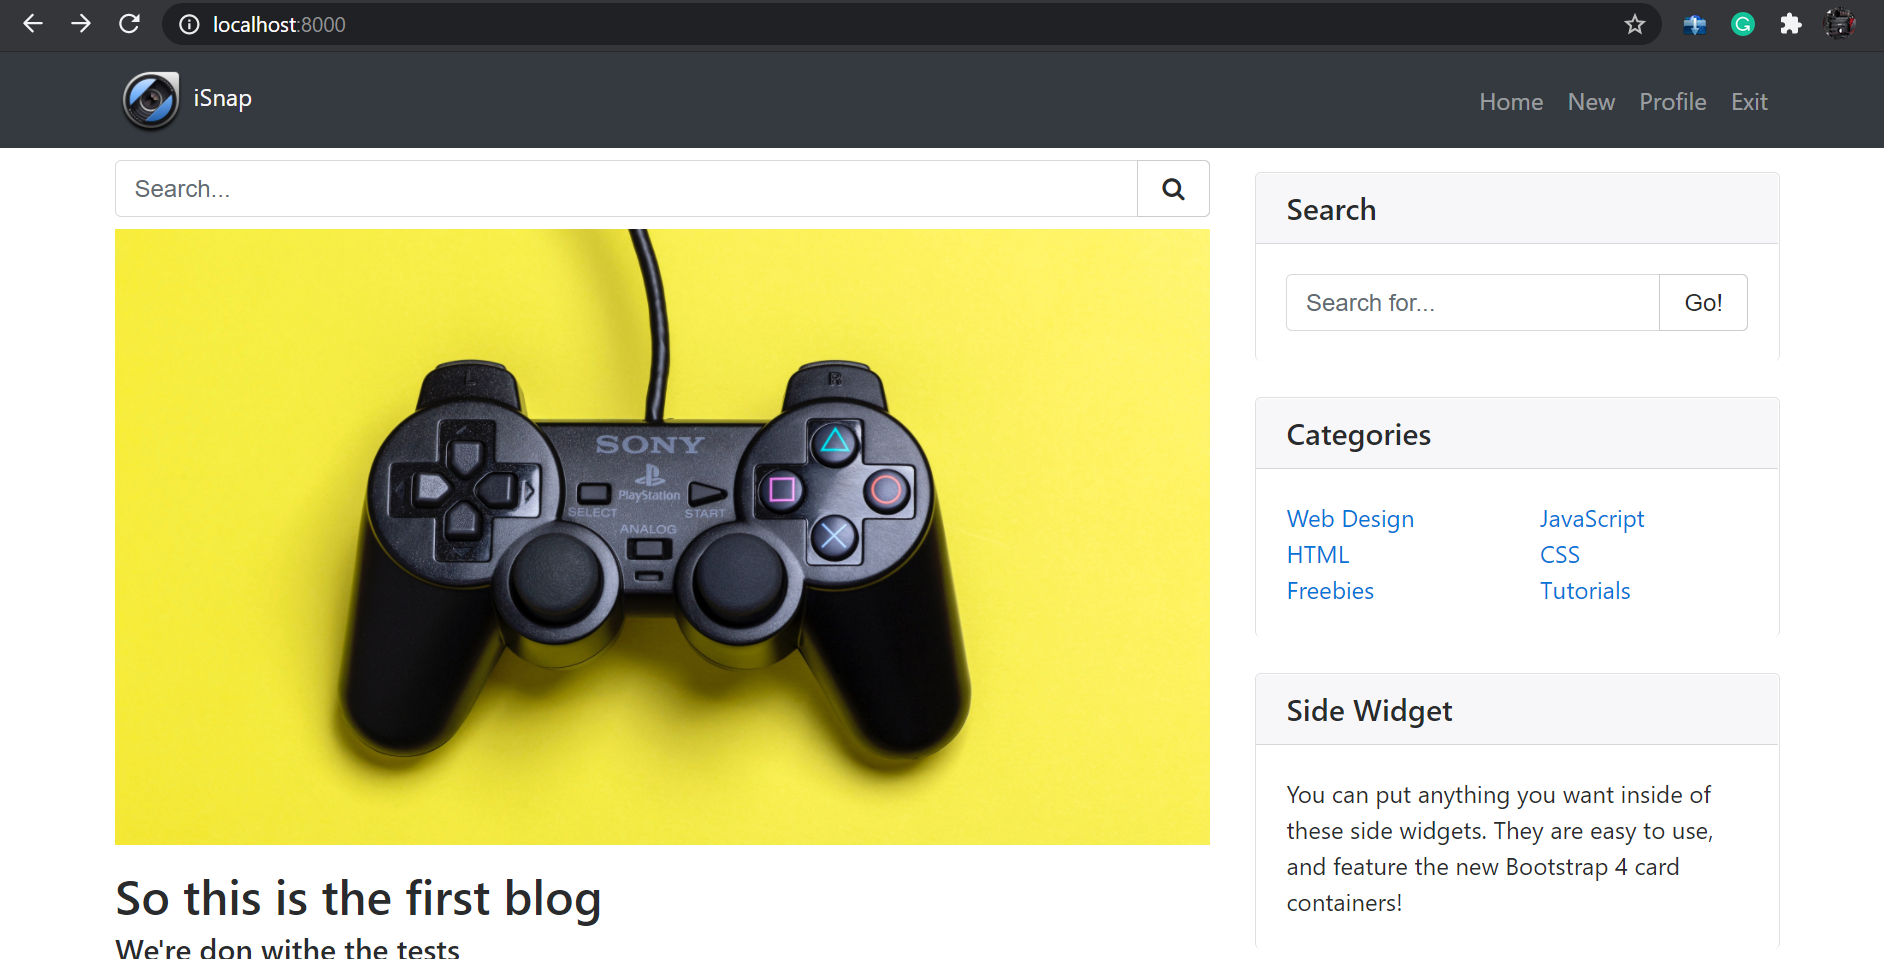 localhost:8000
iSnap
Home New Profile Exit
Search...
L
R
SONY
PlayStation
SELECT
START
ANALOG
So this is the first blog
We're don withe the tests
Search
Search for...
Go!
Categories
Web Design
JavaScript
HTML
CSS
Freebies
Tutorials
Side Widget
You can put anything you want inside of
these side widgets. They are easy to use,
and feature the new Bootstrap 4 card
containers!